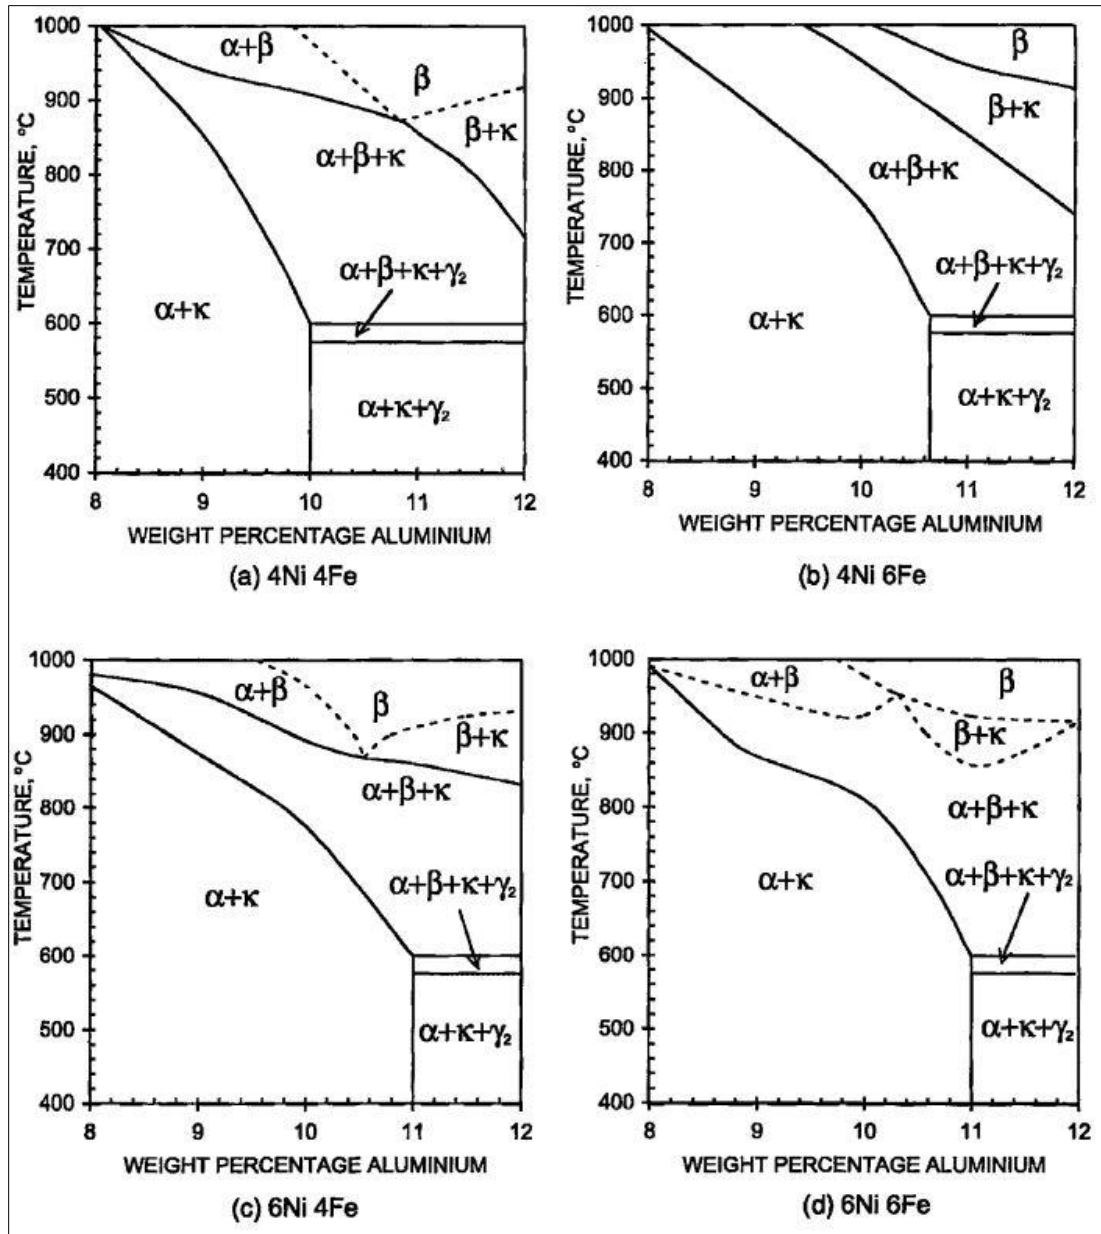 1000
900
800
700
600
500
400
TEMPERATURE, °C
α+β
β
β+κ
α+β+κ
α+β+κ+γ₂
α+κ
α+κ+γ₂
8 9 10 11 12
WEIGHT PERCENTAGE ALUMINIUM
(a) 4Ni 4Fe
1000
900
800
700
600
500
400
TEMPERATURE, °C
β
β+κ
α+β+κ
α+β+κ+γ₂
α+κ
α+κ+γ₂
8 9 10 11 12
WEIGHT PERCENTAGE ALUMINIUM
(b) 4Ni 6Fe
1000
900
800
700
600
500
400
TEMPERATURE, °C
α+β
β
β+κ
α+β+κ
α+β+κ+γ₂
α+κ
α+κ+γ₂
8 9 10 11 12
WEIGHT PERCENTAGE ALUMINIUM
(c) 6Ni 4Fe
1000
900
800
700
600
500
400
TEMPERATURE, °C
α+β
β
β+κ
α+β+κ
α+β+κ+γ₂
α+κ
α+κ+γ₂
8 9 10 11 12
WEIGHT PERCENTAGE ALUMINIUM
(d) 6Ni 6Fe